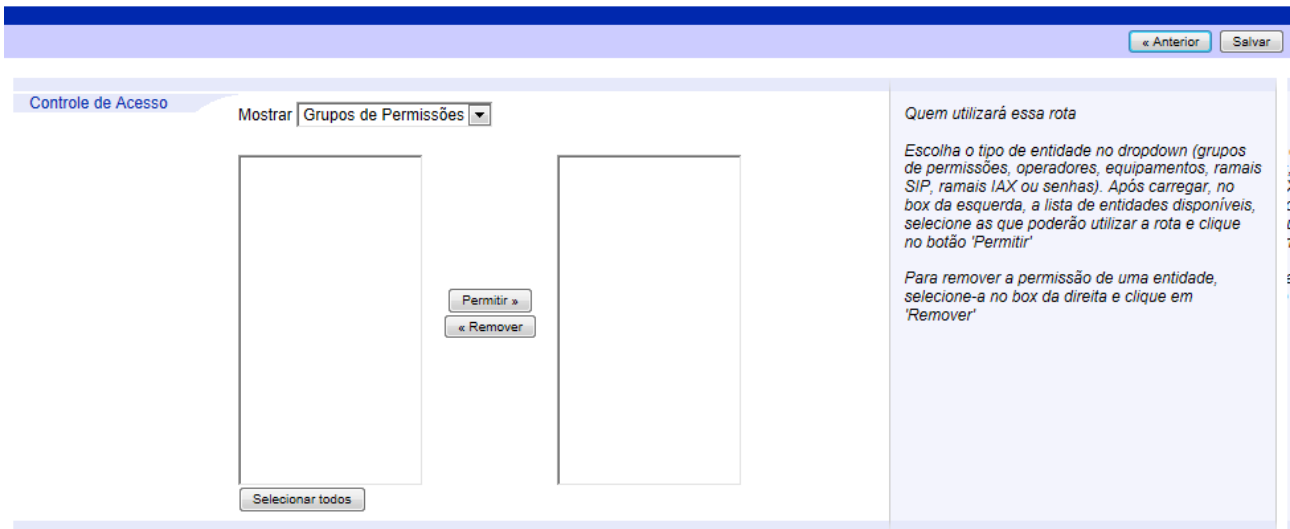 « Anterior
Salvar
Controle de Acesso
Mostrar Grupos de Permissões
Quem utilizará essa rota
Escolha o tipo de entidade no dropdown (grupos
de permissões, operadores, equipamentos, ramais
SIP, ramais IAX ou senhas). Após carregar, no
box da esquerda, a lista de entidades disponíveis,
selecione as que poderão utilizar a rota e clique
no botão 'Permitir'
Para remover a permissão de uma entidade,
selecione-a no box da direita e clique em
'Remover'
Permitir »
« Remover
Selecionar todos